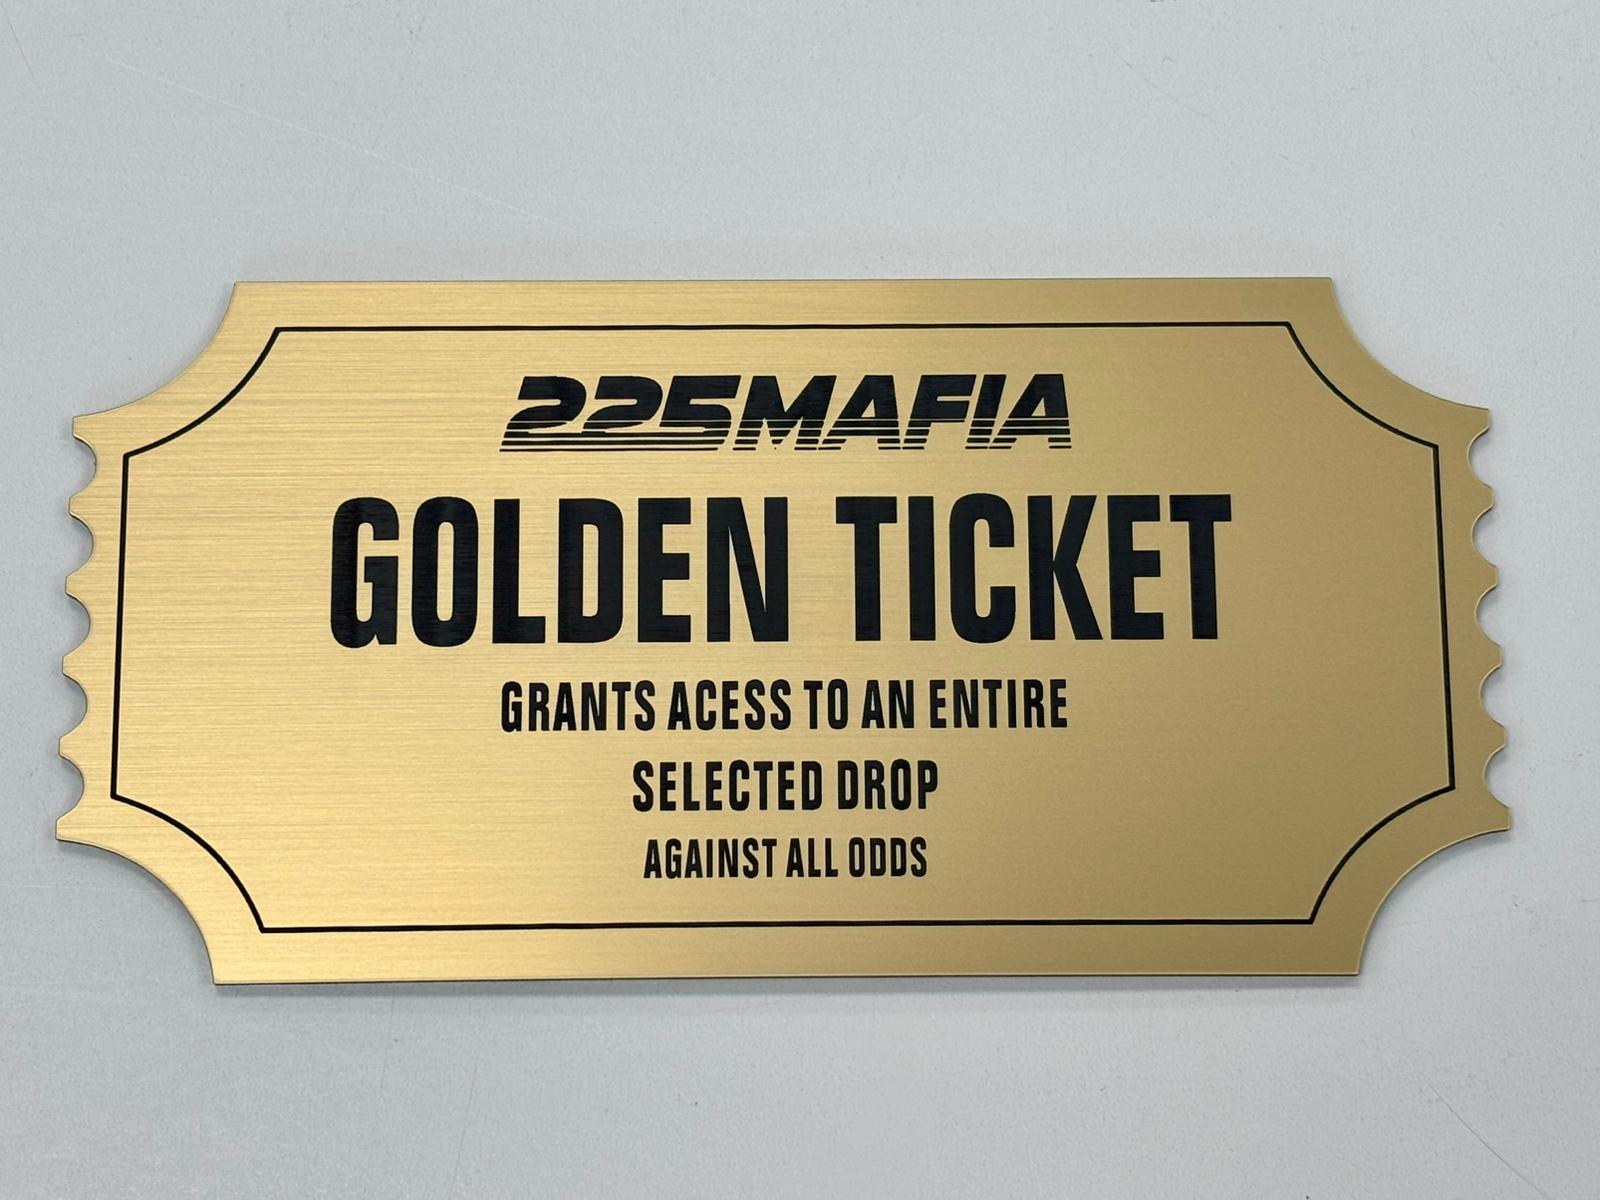 225MAFIA
GOLDEN TICKET
GRANTS ACESS TO AN ENTIRE
SELECTED DROP
AGAINST ALL ODDS